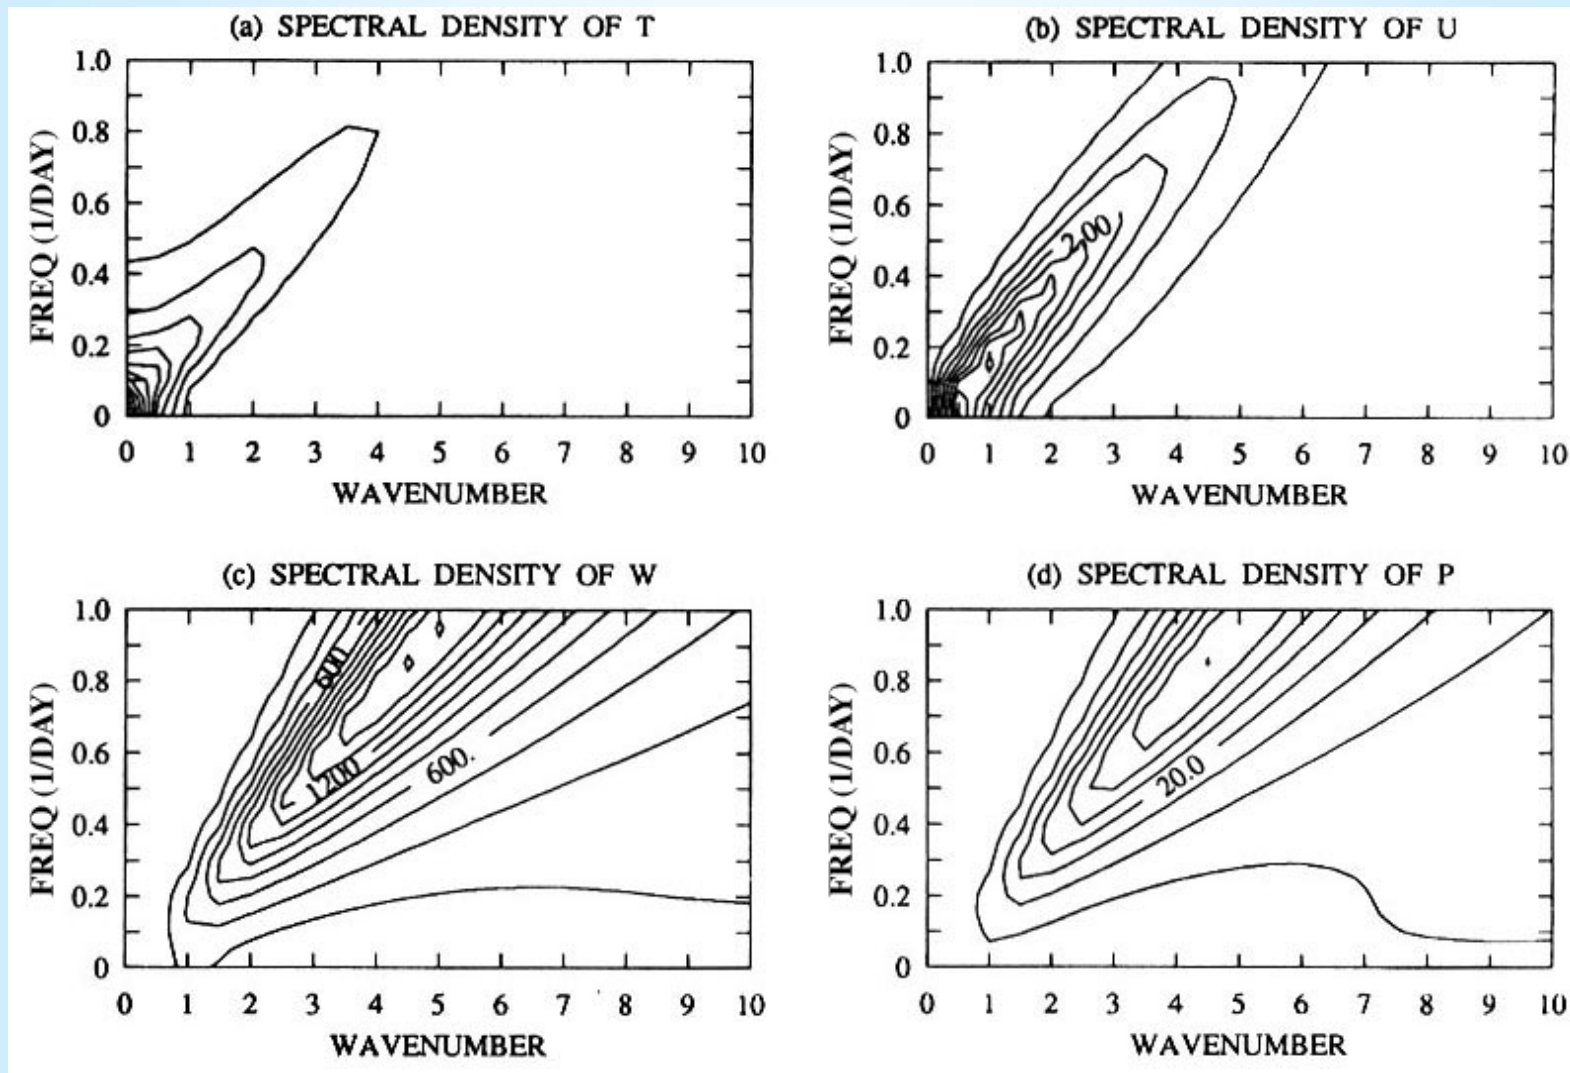 (a) SPECTRAL DENSITY OF T
1.0
0.8
0.6
0.4
0.2
0
FREQ (1/DAY)
0 1 2 3 4 5 6 7 8 9 10
WAVENUMBER
(b) SPECTRAL DENSITY OF U
1.0
0.8
0.6
0.4
0.2
0
FREQ (1/DAY)
2.00
0 1 2 3 4 5 6 7 8 9 10
WAVENUMBER
(c) SPECTRAL DENSITY OF W
1.0
0.8
0.6
0.4
0.2
0
FREQ (1/DAY)
600
1200
600.
0 1 2 3 4 5 6 7 8 9 10
WAVENUMBER
(d) SPECTRAL DENSITY OF P
1.0
0.8
0.6
0.4
0.2
0
FREQ (1/DAY)
20.0
0 1 2 3 4 5 6 7 8 9 10
WAVENUMBER